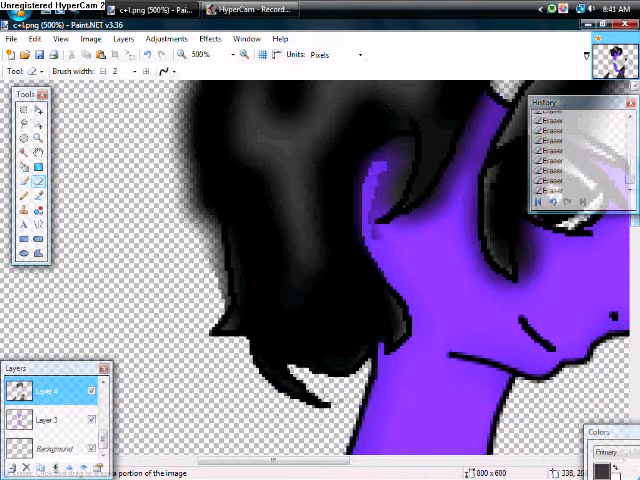 Unregistered HyperCam 2
c+l.png (500%) - Paint...
HyperCam - Record...
8:41 AM
c+l.png (500%) - Paint.NET v3.36
File Edit View Image Layers Adjustments Effects Utilities Window Help
500% Units: Pixels
Tool: Brush width: 2
Tools
History
Eraser
Eraser
Eraser
Eraser
Eraser
Eraser
Eraser
Layers
Layer 4
Layer 3
Background
Colors
Primary
a portion of the image
800 x 600
338, 20